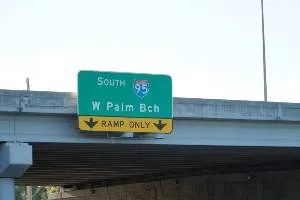 SOUTH 95
W Palm Bch
RAMP ONLY